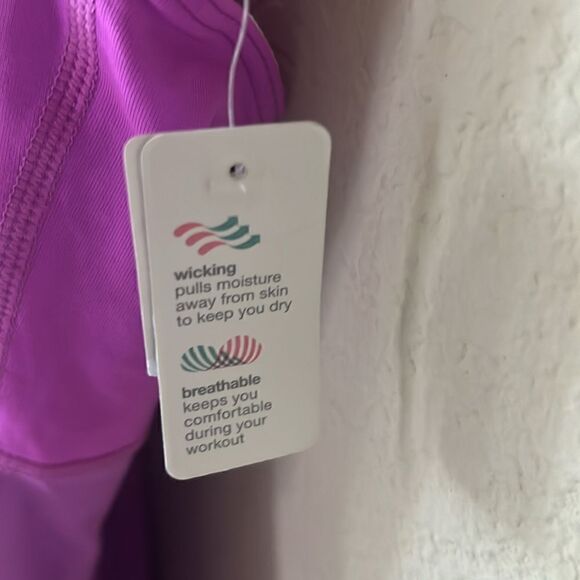 wicking
pulls moisture
away from skin
to keep you dry
breathable
keeps you
comfortable
during your
workout